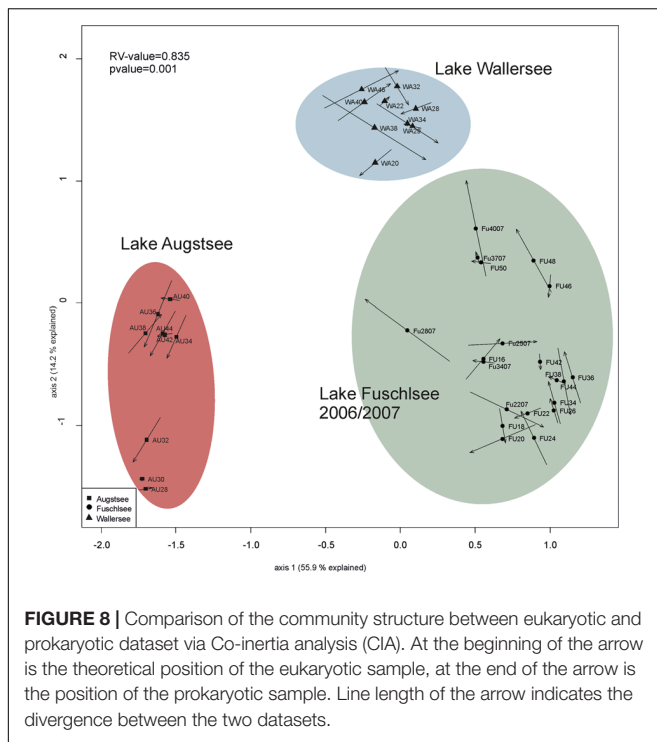 RV-value=0.835
pvalue=0.001
Lake Wallersee
WA46
WA32
WA40
WA22
WA28
WA34
WA38
WA20
Lake Augstsee
AU40
AU36
AU38
AU44
AU42
AU34
AU32
AU30
AU28
Fu4007
Fu3707
FU50
FU48
FU46
Fu2807
Fu2507
FU16
Fu3407
FU42
FU38
FU36
FU44
Lake Fuschlsee
2006/2007
FU34
FU26
Fu2207
FU22
FU18
FU20
FU24
Augstsee
Fuschlsee
Wallersee
2
1
0
-1
axis 2 (14.2 % explained)
-2.0 -1.5 -1.0 -0.5 0.0 0.5 1.0
axis 1 (55.9 % explained)
FIGURE 8 | Comparison of the community structure between eukaryotic and
prokaryotic dataset via Co-inertia analysis (CIA). At the beginning of the arrow
is the theoretical position of the eukaryotic sample, at the end of the arrow is
the position of the prokaryotic sample. Line length of the arrow indicates the
divergence between the two datasets.